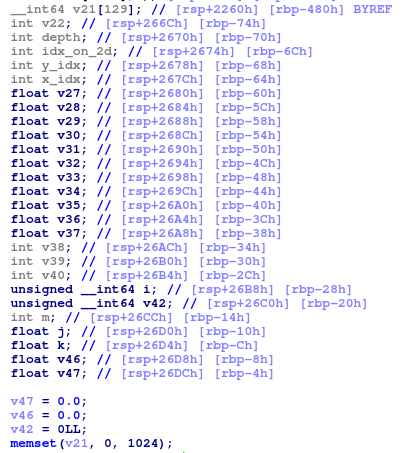 __int64 v21[129]; // [rsp+2260h] [rbp-480h] BYREF
int v22; // [rsp+266Ch] [rbp-74h]
int depth; // [rsp+2670h] [rbp-70h]
int idx_on_2d; // [rsp+2674h] [rbp-6Ch]
int y_idx; // [rsp+2678h] [rbp-68h]
int x_idx; // [rsp+267Ch] [rbp-64h]
float v27; // [rsp+2680h] [rbp-60h]
float v28; // [rsp+2684h] [rbp-5Ch]
float v29; // [rsp+2688h] [rbp-58h]
float v30; // [rsp+268Ch] [rbp-54h]
float v31; // [rsp+2690h] [rbp-50h]
float v32; // [rsp+2694h] [rbp-4Ch]
float v33; // [rsp+2698h] [rbp-48h]
float v34; // [rsp+269Ch] [rbp-44h]
float v35; // [rsp+26A0h] [rbp-40h]
float v36; // [rsp+26A4h] [rbp-3Ch]
float v37; // [rsp+26A8h] [rbp-38h]
int v38; // [rsp+26ACh] [rbp-34h]
int v39; // [rsp+26B0h] [rbp-30h]
int v40; // [rsp+26B4h] [rbp-2Ch]
unsigned __int64 i; // [rsp+26B8h] [rbp-28h]
unsigned __int64 v42; // [rsp+26C0h] [rbp-20h]
int m; // [rsp+26CCh] [rbp-14h]
float j; // [rsp+26D0h] [rbp-10h]
float k; // [rsp+26D4h] [rbp-Ch]
float v46; // [rsp+26D8h] [rbp-8h]
float v47; // [rsp+26DCh] [rbp-4h]
v47 = 0.0;
v46 = 0.0;
v42 = 0LL;
memset(v21, 0, 1024);